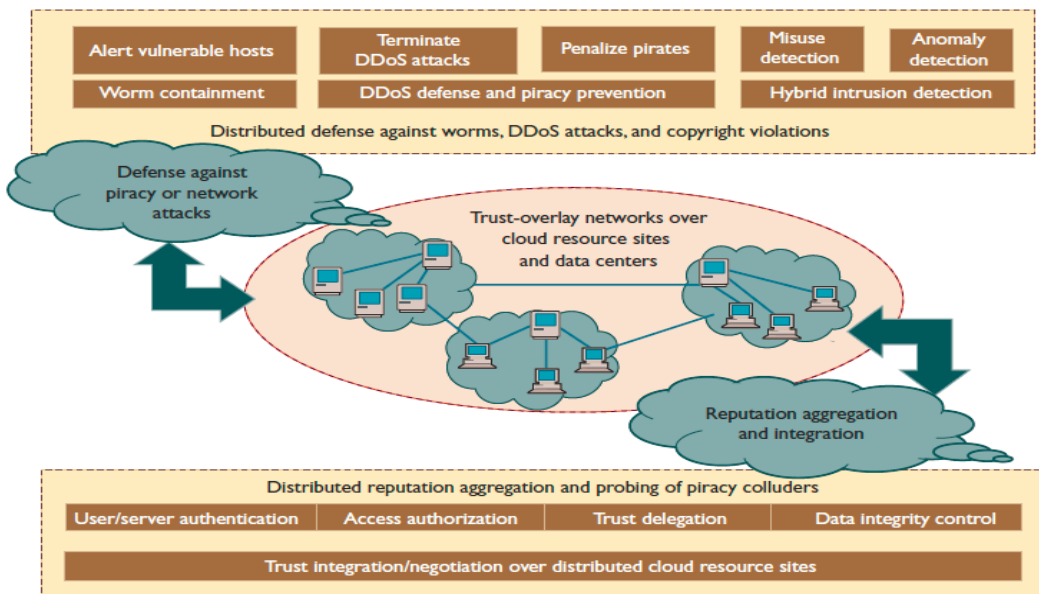 Alert vulnerable hosts
Terminate
DDoS attacks
Penalize pirates
Misuse
detection
Anomaly
detection
Worm containment
DDoS defense and piracy prevention
Hybrid intrusion detection
Distributed defense against worms, DDoS attacks, and copyright violations
Defense against
piracy or network
attacks
Trust-overlay networks over
cloud resource sites
and data centers
Reputation aggregation
and integration
Distributed reputation aggregation and probing of piracy colluders
User/server authentication
Access authorization
Trust delegation
Data integrity control
Trust integration/negotiation over distributed cloud resource sites